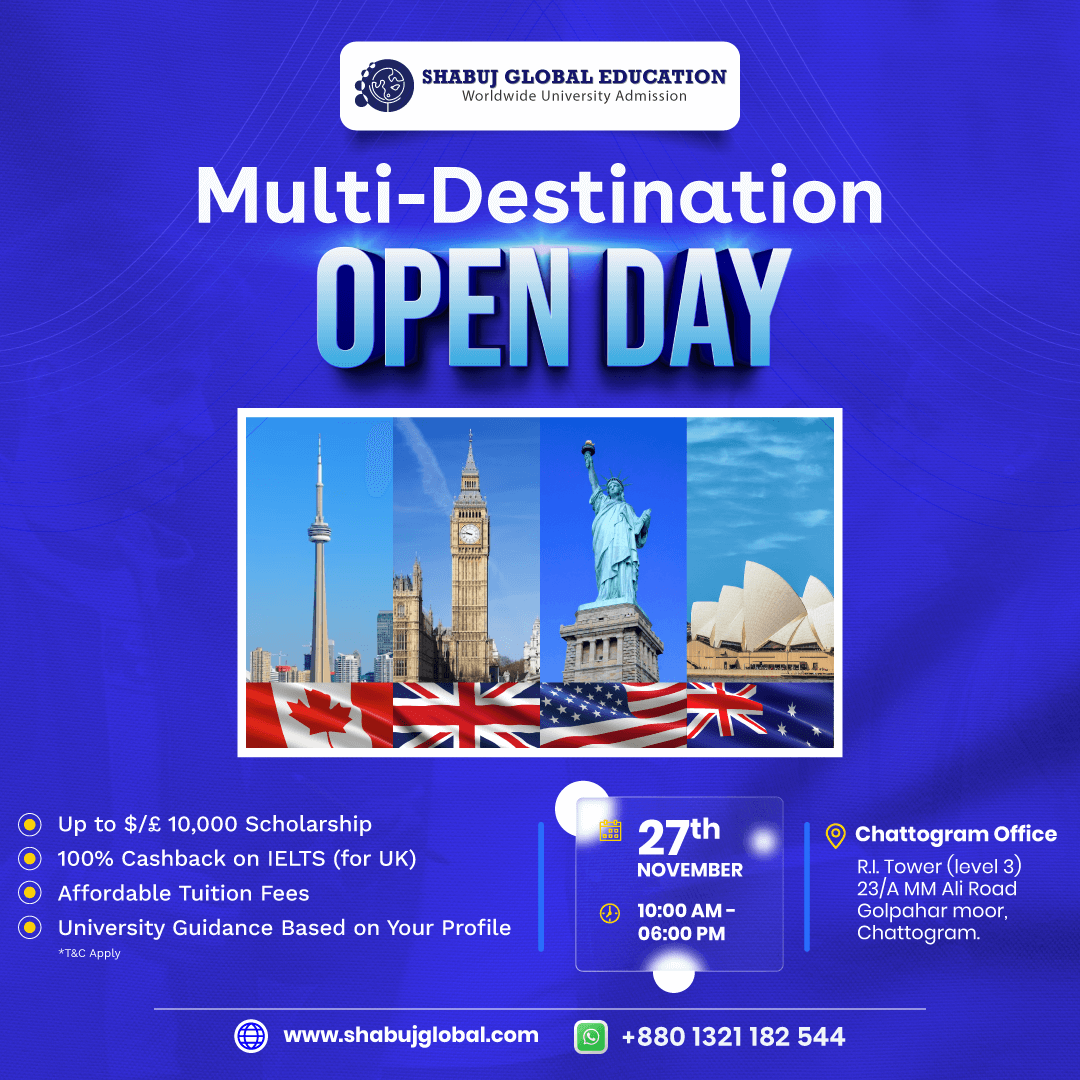 SHABUJ GLOBAL EDUCATION
Worldwide University Admission
Multi-Destination
OPEN DAY
Up to $/£ 10,000 Scholarship
100% Cashback on IELTS (for UK)
Affordable Tuition Fees
University Guidance Based on Your Profile
*T&C Apply
27th
NOVEMBER
10:00 AM –
06:00 PM
Chattogram Office
R.I. Tower (level 3)
23/A MM Ali Road
Golpahar moor,
Chattogram.
www.shabujglobal.com
+880 1321 182 544